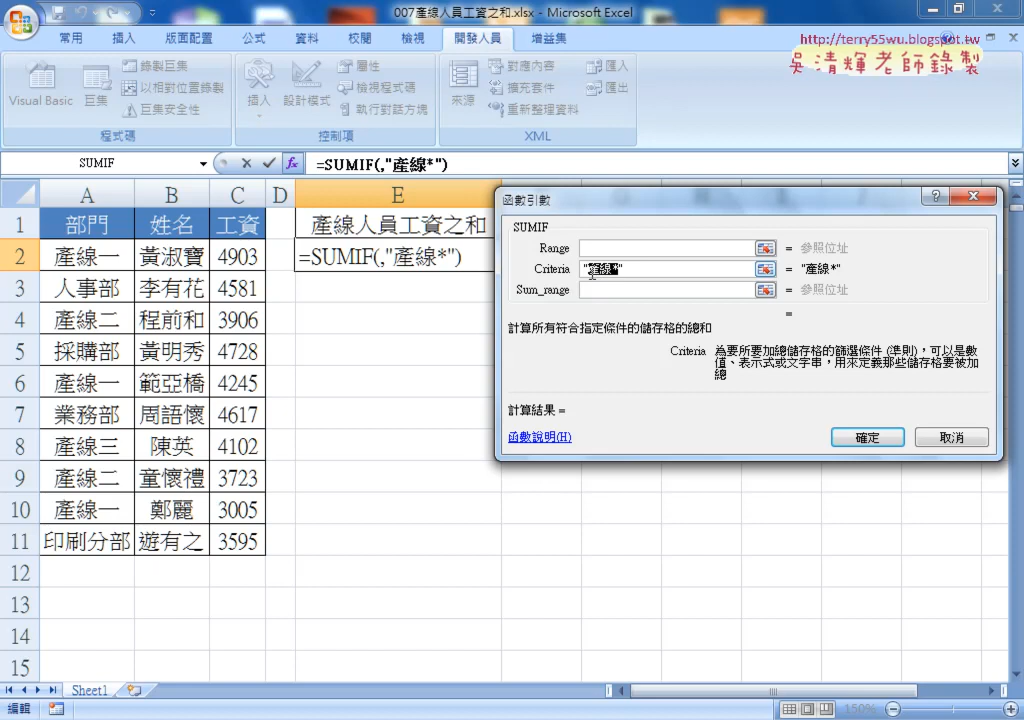 007產線人員工資之和.xlsx - Microsoft Excel
常用 插入 版面配置 公式 資料 校閱 檢視 開發人員 增益集
http://terry55wu.blogspot.tw
吳清輝老師錄製
Visual Basic 巨集 錄製巨集 以相對位置錄製 巨集安全性
程式碼
插入 設計模式 屬性 檢視程式碼 執行對話方塊
控制項
來源 對應內容 擴充套件 重新整理資料 匯入 匯出
XML
SUMIF =SUMIF(,"產線*")
A B C D E
1 部門 姓名 工資 產線人員工資之和
2 產線一 黃淑寶 4903 =SUMIF(,"產線*")
3 人事部 李有花 4581
4 產線二 程前和 3906
5 採購部 黃明秀 4728
6 產線一 範亞橋 4245
7 業務部 周語懷 4617
8 產線三 陳英 4102
9 產線二 童懷禮 3723
10 產線一 鄭麗 3005
11 印刷分部 遊有之 3595
12
13
14
15
函數引數
SUMIF
Range = 參照位址
Criteria "產線*" = "產線*"
Sum_range = 參照位址
=
計算所有符合指定條件的儲存格的總和
Criteria 為要所要加總儲存格的篩選條件 (準則)，可以是數
值、表示式或文字串，用來定義那些儲存格要被加
總
計算結果 =
函數說明(H) 確定 取消
Sheet1
編輯 150%